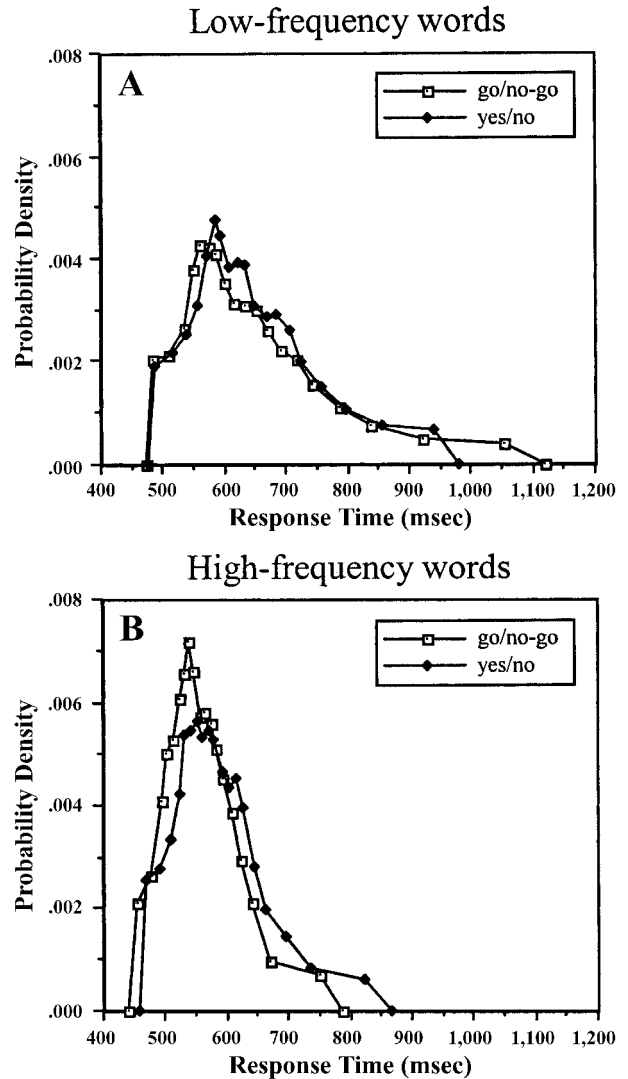 Low-frequency words
A
go/no-go
yes/no
.008
.006
.004
.002
.000
Probability Density
400 500 600 700 800 900 1,000 1,100 1,200
Response Time (msec)
High-frequency words
B
go/no-go
yes/no
.008
.006
.004
.002
.000
Probability Density
400 500 600 700 800 900 1,000 1,100 1,200
Response Time (msec)